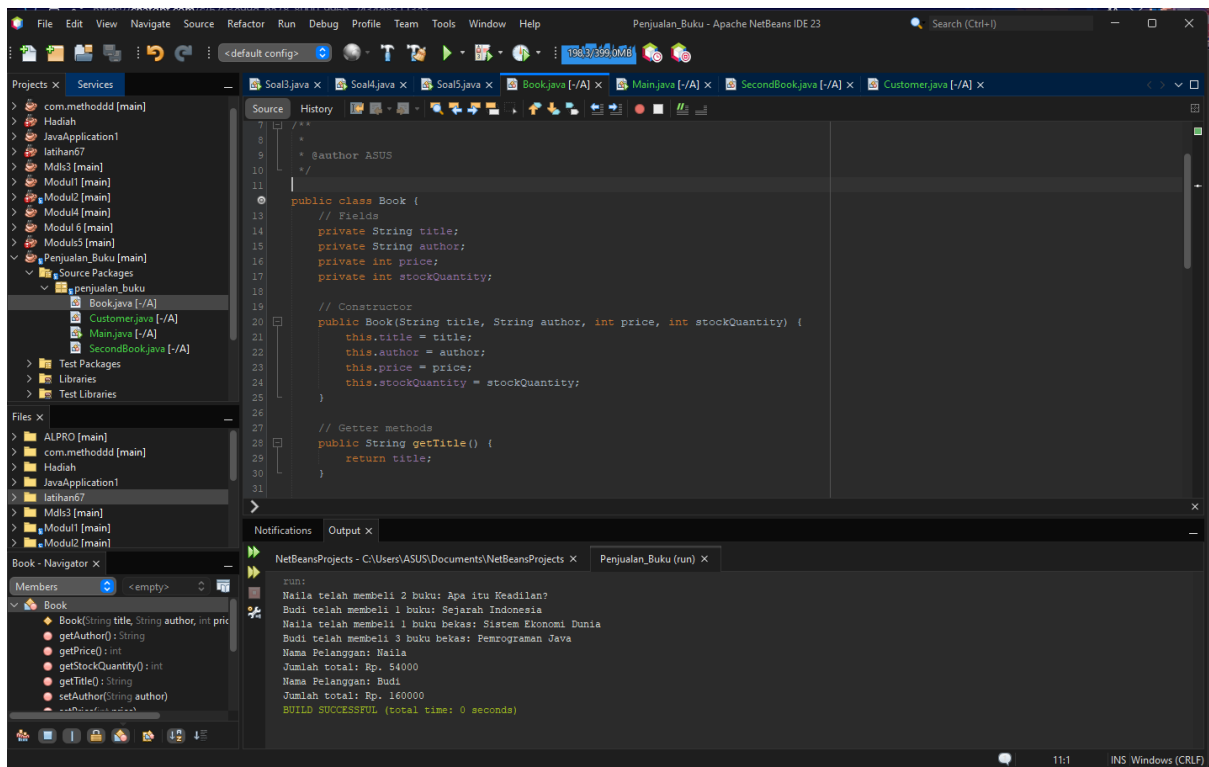 File Edit View Navigate Source Refactor Run Debug Profile Team Tools Window Help Penjualan_Buku - Apache NetBeans IDE 23 Search (Ctrl+I)
<default config> 198,3/399,0MB
Projects Services
com.methoddd [main]
Hadiah
JavaApplication1
latihan67
Mdls3 [main]
Modul1 [main]
Modul2 [main]
Modul4 [main]
Modul 6 [main]
Moduls5 [main]
Penjualan_Buku [main]
Source Packages
penjualan_buku
Book.java [-/A]
Customer.java [-/A]
Main.java [-/A]
SecondBook.java [-/A]
Test Packages
Libraries
Test Libraries
Files
ALPRO [main]
com.methoddd [main]
Hadiah
JavaApplication1
latihan67
Mdls3 [main]
Modul1 [main]
Modul2 [main]
Book - Navigator
Members <empty>
Book
Book(String title, String author, int pric
getAuthor() : String
getPrice() : int
getStockQuantity() : int
getTitle() : String
setAuthor(String author)
Soal3.java Soal4.java Soal5.java Book.java [-/A] Main.java [-/A] SecondBook.java [-/A] Customer.java [-/A]
Source History
7 /**
8 *
9 * @author ASUS
10 */
11
public class Book {
13 // Fields
14 private String title;
15 private String author;
16 private int price;
17 private int stockQuantity;
18
19 // Constructor
20 public Book(String title, String author, int price, int stockQuantity) {
21 this.title = title;
22 this.author = author;
23 this.price = price;
24 this.stockQuantity = stockQuantity;
25 }
26
27 // Getter methods
28 public String getTitle() {
29 return title;
30 }
31
Notifications Output
NetBeansProjects - C:\Users\ASUS\Documents\NetBeansProjects Penjualan_Buku (run)
run:
Naila telah membeli 2 buku: Apa itu Keadilan?
Budi telah membeli 1 buku: Sejarah Indonesia
Naila telah membeli 1 buku bekas: Sistem Ekonomi Dunia
Budi telah membeli 3 buku bekas: Pemrograman Java
Nama Pelanggan: Naila
Jumlah total: Rp. 54000
Nama Pelanggan: Budi
Jumlah total: Rp. 160000
BUILD SUCCESSFUL (total time: 0 seconds)
11:1 INS Windows (CRLF)